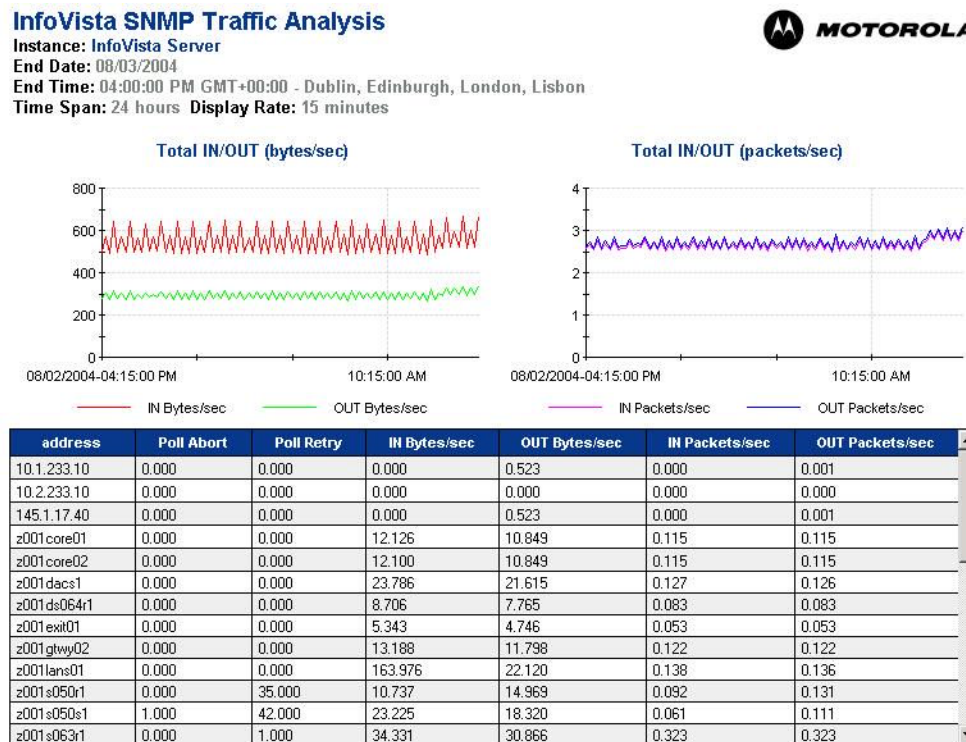 InfoVista SNMP Traffic Analysis
MOTOROLA
Instance: InfoVista Server
End Date: 08/03/2004
End Time: 04:00:00 PM GMT+00:00 - Dublin, Edinburgh, London, Lisbon
Time Span: 24 hours Display Rate: 15 minutes
Total IN/OUT (bytes/sec)
800
600
400
200
0
08/02/2004-04:15:00 PM 10:15:00 AM
IN Bytes/sec OUT Bytes/sec
Total IN/OUT (packets/sec)
4
3
2
1
0
08/02/2004-04:15:00 PM 10:15:00 AM
IN Packets/sec OUT Packets/sec
address Poll Abort Poll Retry IN Bytes/sec OUT Bytes/sec IN Packets/sec OUT Packets/sec
10.1.233.10 0.000 0.000 0.000 0.523 0.000 0.001
10.2.233.10 0.000 0.000 0.000 0.000 0.000 0.000
145.1.17.40 0.000 0.000 0.000 0.523 0.000 0.001
z001core01 0.000 0.000 12.126 10.849 0.115 0.115
z001core02 0.000 0.000 12.100 10.849 0.115 0.115
z001dacs1 0.000 0.000 23.786 21.615 0.127 0.126
z001ds064r1 0.000 0.000 8.706 7.765 0.083 0.083
z001exit01 0.000 0.000 5.343 4.746 0.053 0.053
z001gtwy02 0.000 0.000 13.188 11.798 0.122 0.122
z001lans01 0.000 0.000 163.976 22.120 0.138 0.136
z001s050r1 0.000 35.000 10.737 14.969 0.092 0.131
z001s050s1 1.000 42.000 23.225 18.320 0.061 0.111
z001s063r1 0.000 1.000 34.331 30.866 0.323 0.323